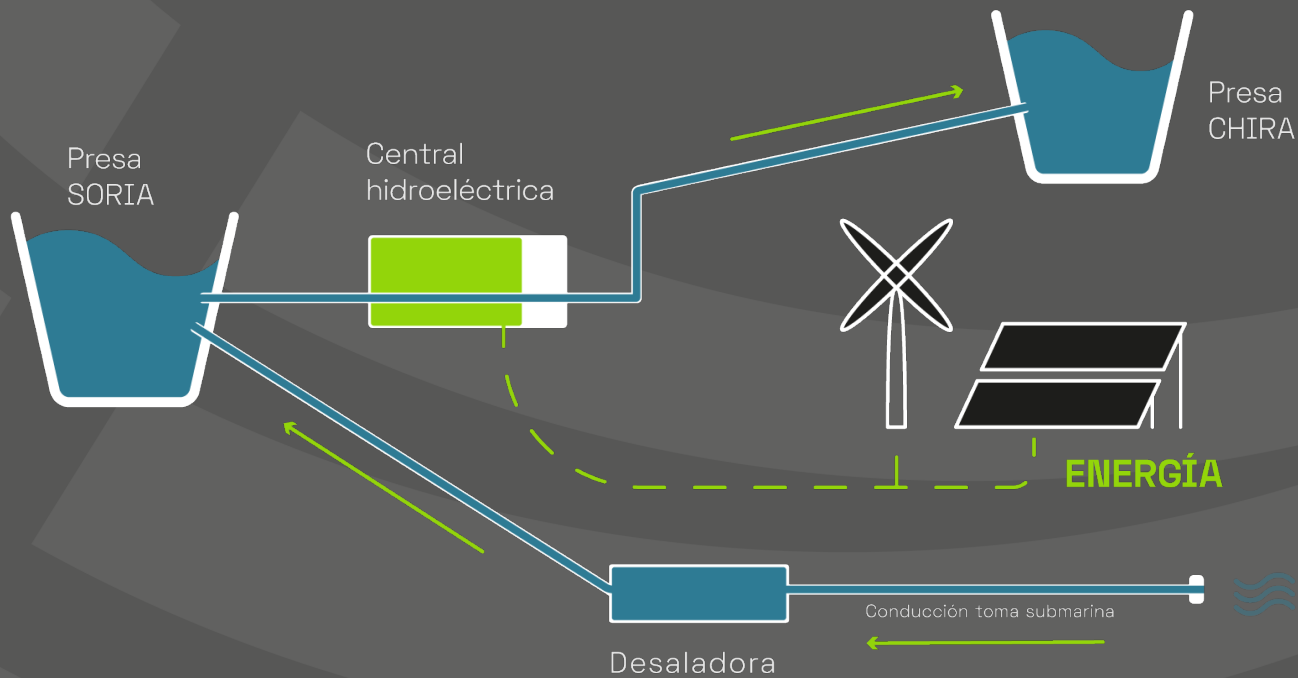 Presa
CHIRA
Presa
SORIA
Central
hidroeléctrica
ENERGÍA
Conducción toma submarina
Desaladora